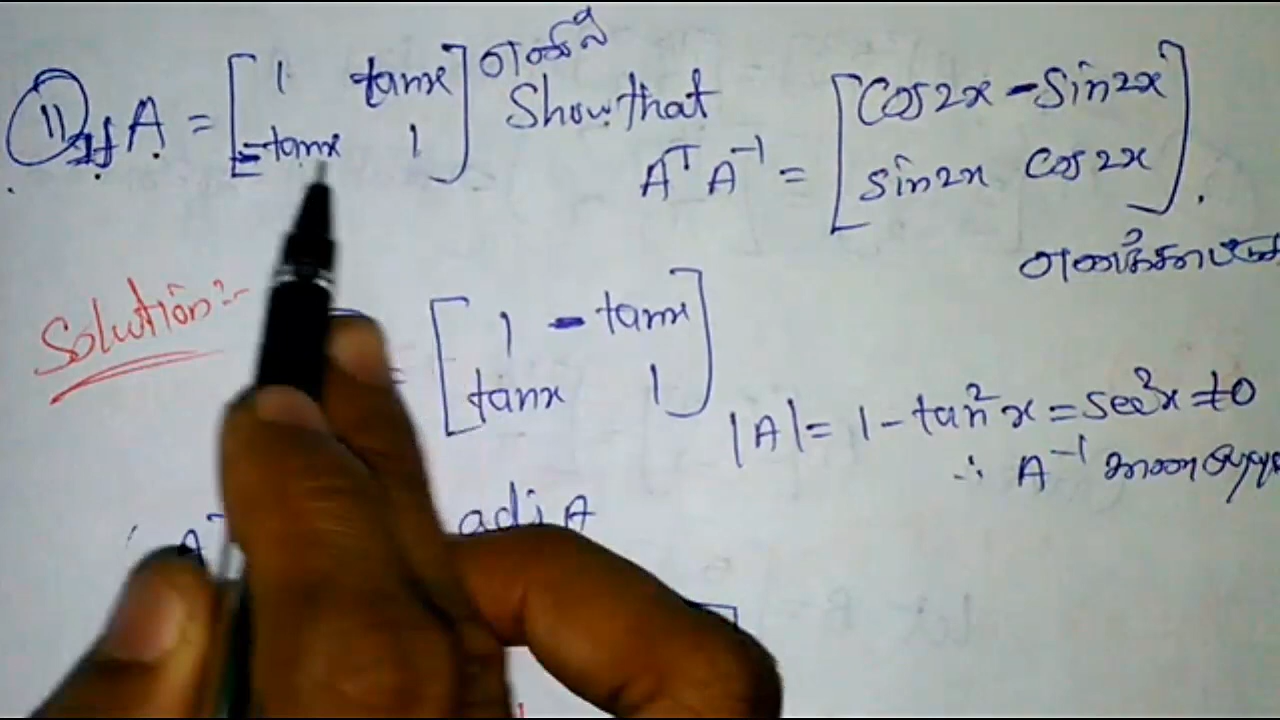 11 If A = [ 1 tanx எனில்
-tanx 1 ] Show that
AᵀA⁻¹ = [ Cos2x -Sin2x
sin2x cos2x ].
Solution:-
= [ 1 -tanx
tanx 1 ]
|A| = 1 - tan²x = sec²x ≠ 0
∴ A⁻¹
adj A